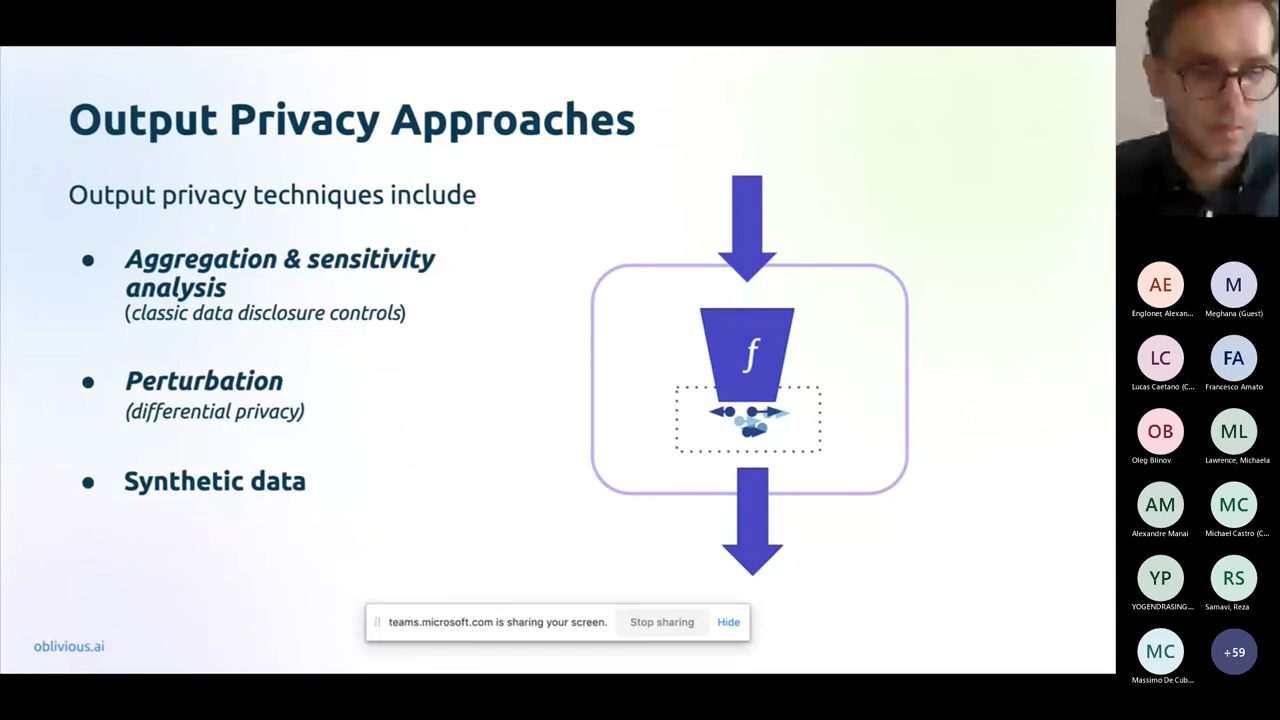 Output Privacy Approaches
Output privacy techniques include
● Aggregation & sensitivity
analysis
(classic data disclosure controls)
● Perturbation
(differential privacy)
● Synthetic data
f
teams.microsoft.com is sharing your screen. Stop sharing Hide
oblivious.ai
AE M
Engloner, Alexan... Meghana (Guest)
LC FA
Lucas Caetano (C... Francesco Amato
OB ML
Oleg Blinov Lawrence, Michaela
AM MC
Alexandre Manai Michael Castro (C...
YP RS
YOGENDRASING... Samavi, Reza
MC +59
Massimo De Cub...